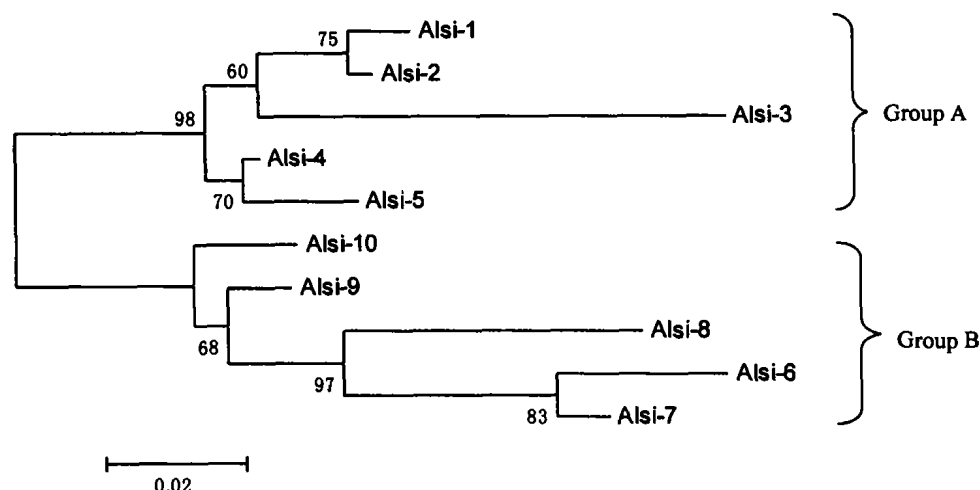 75
Alsi-1
Alsi-2
60
Alsi-3
Group A
98
Alsi-4
70
Alsi-5
Alsi-10
Alsi-9
68
Alsi-8
Group B
97
Alsi-6
83
Alsi-7
0.02